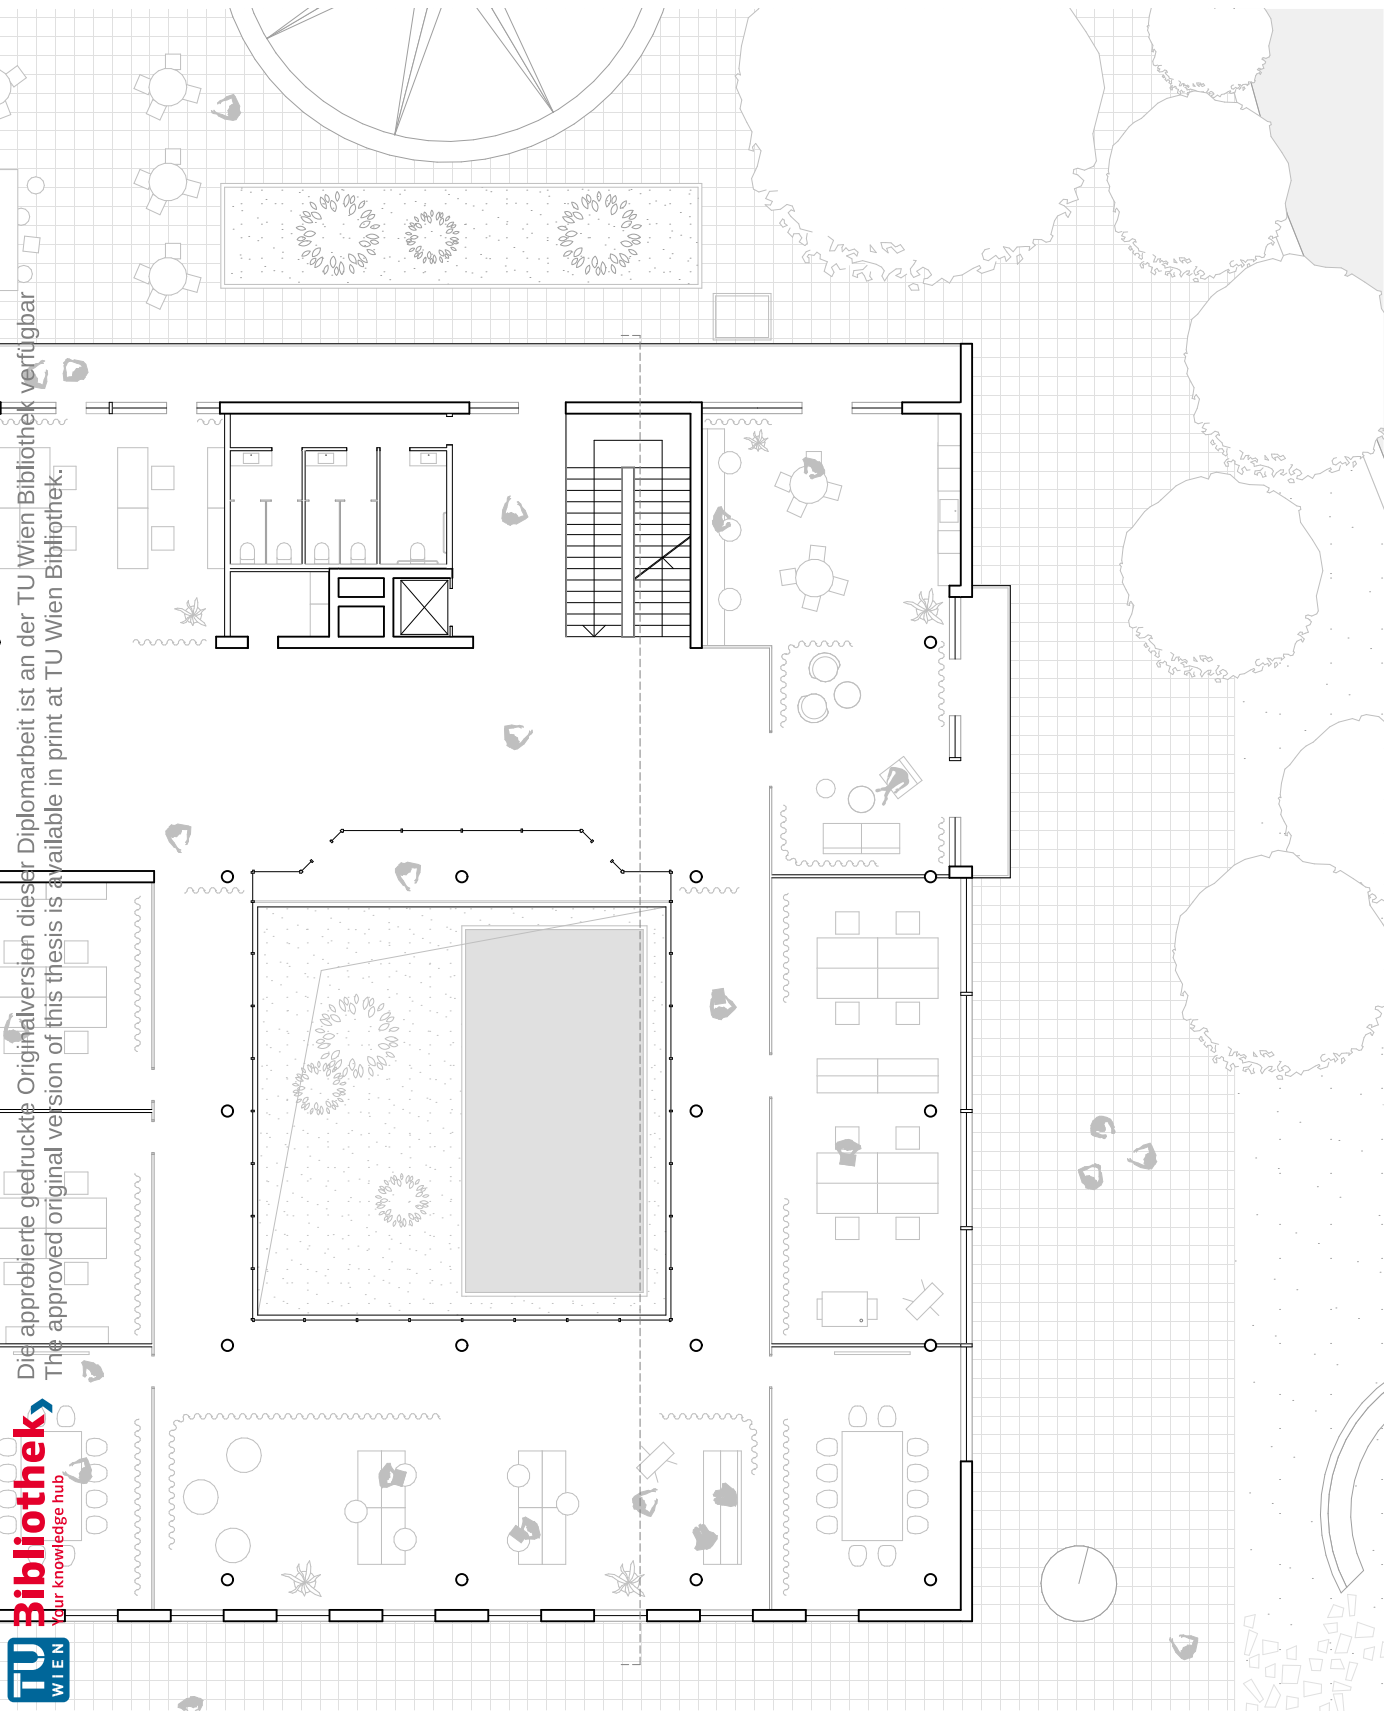 Die approbierte gedruckte Originalversion dieser Diplomarbeit ist an der TU Wien Bibliothek verfügbar
The approved original version of this thesis is available in print at TU Wien Bibliothek.
Bibliothek
Your knowledge hub
TU
WIEN